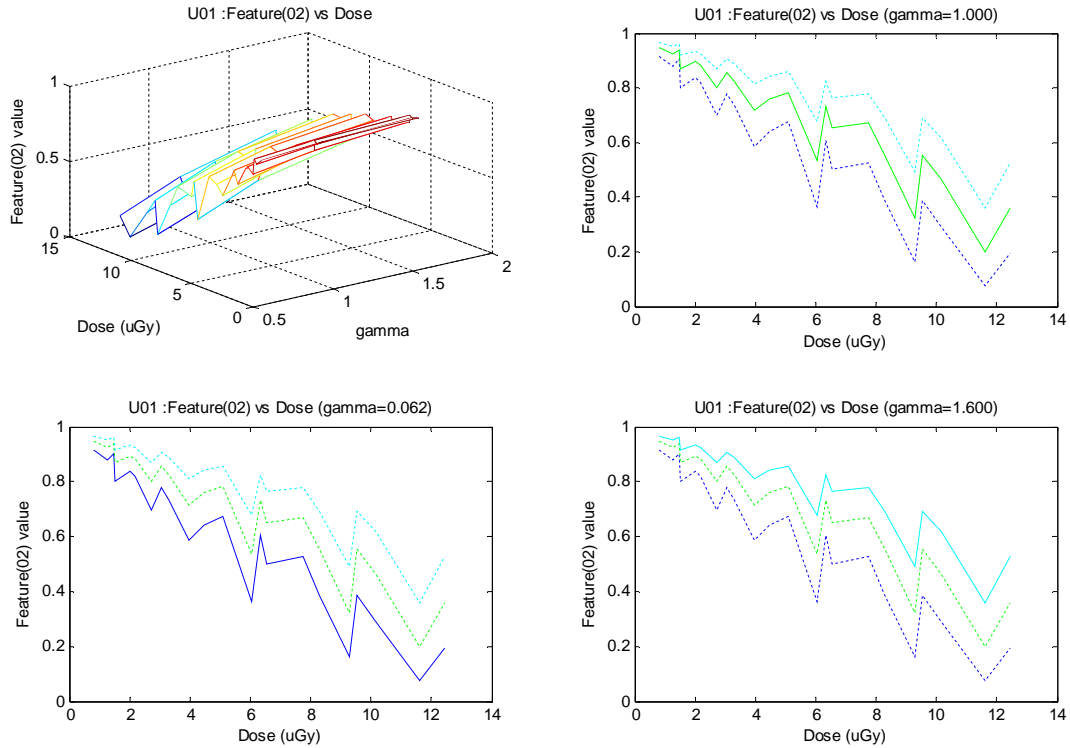 U01 :Feature(02) vs Dose
1
0.5
0
Feature(02) value
15
10
5
0
Dose (uGy)
0.5
1
1.5
2
gamma
U01 :Feature(02) vs Dose (gamma=1.000)
1
0.8
0.6
0.4
0.2
0
Feature(02) value
0 2 4 6 8 10 12 14
Dose (uGy)
U01 :Feature(02) vs Dose (gamma=0.062)
1
0.8
0.6
0.4
0.2
0
Feature(02) value
0 2 4 6 8 10 12 14
Dose (uGy)
U01 :Feature(02) vs Dose (gamma=1.600)
1
0.8
0.6
0.4
0.2
0
Feature(02) value
0 2 4 6 8 10 12 14
Dose (uGy)